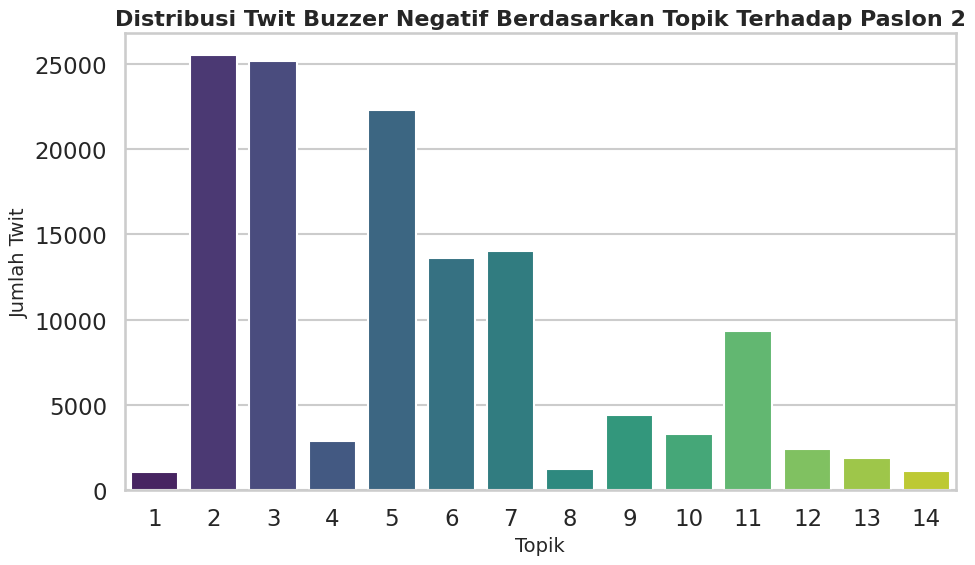 Distribusi Twit Buzzer Negatif Berdasarkan Topik Terhadap Paslon 2
Jumlah Twit
25000
20000
15000
10000
5000
0
1 2 3 4 5 6 7 8 9 10 11 12 13 14
Topik